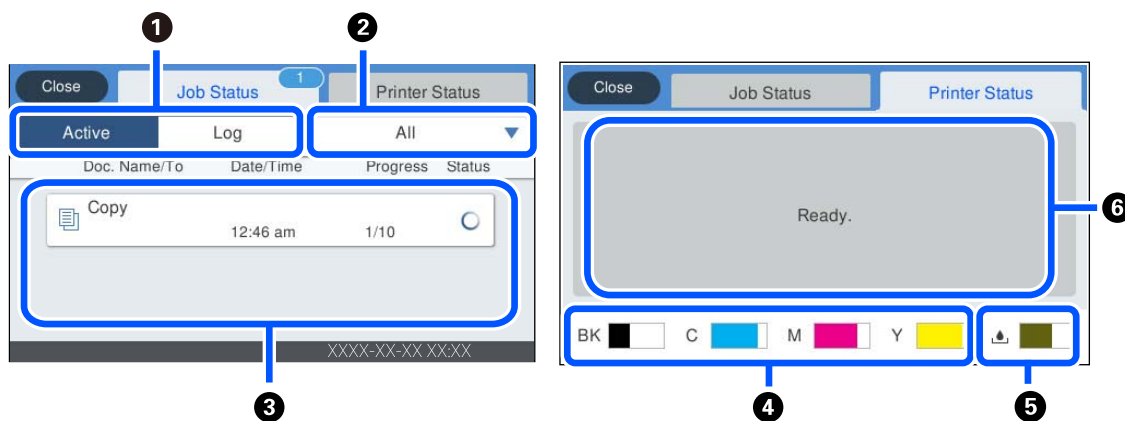 1 2
Close Job Status 1 Printer Status
Active Log All
Doc. Name/To Date/Time Progress Status
Copy
12:46 am 1/10
XXXX-XX-XX XX:XX
3
Close Job Status Printer Status
Ready.
6
BK C M Y
4 5